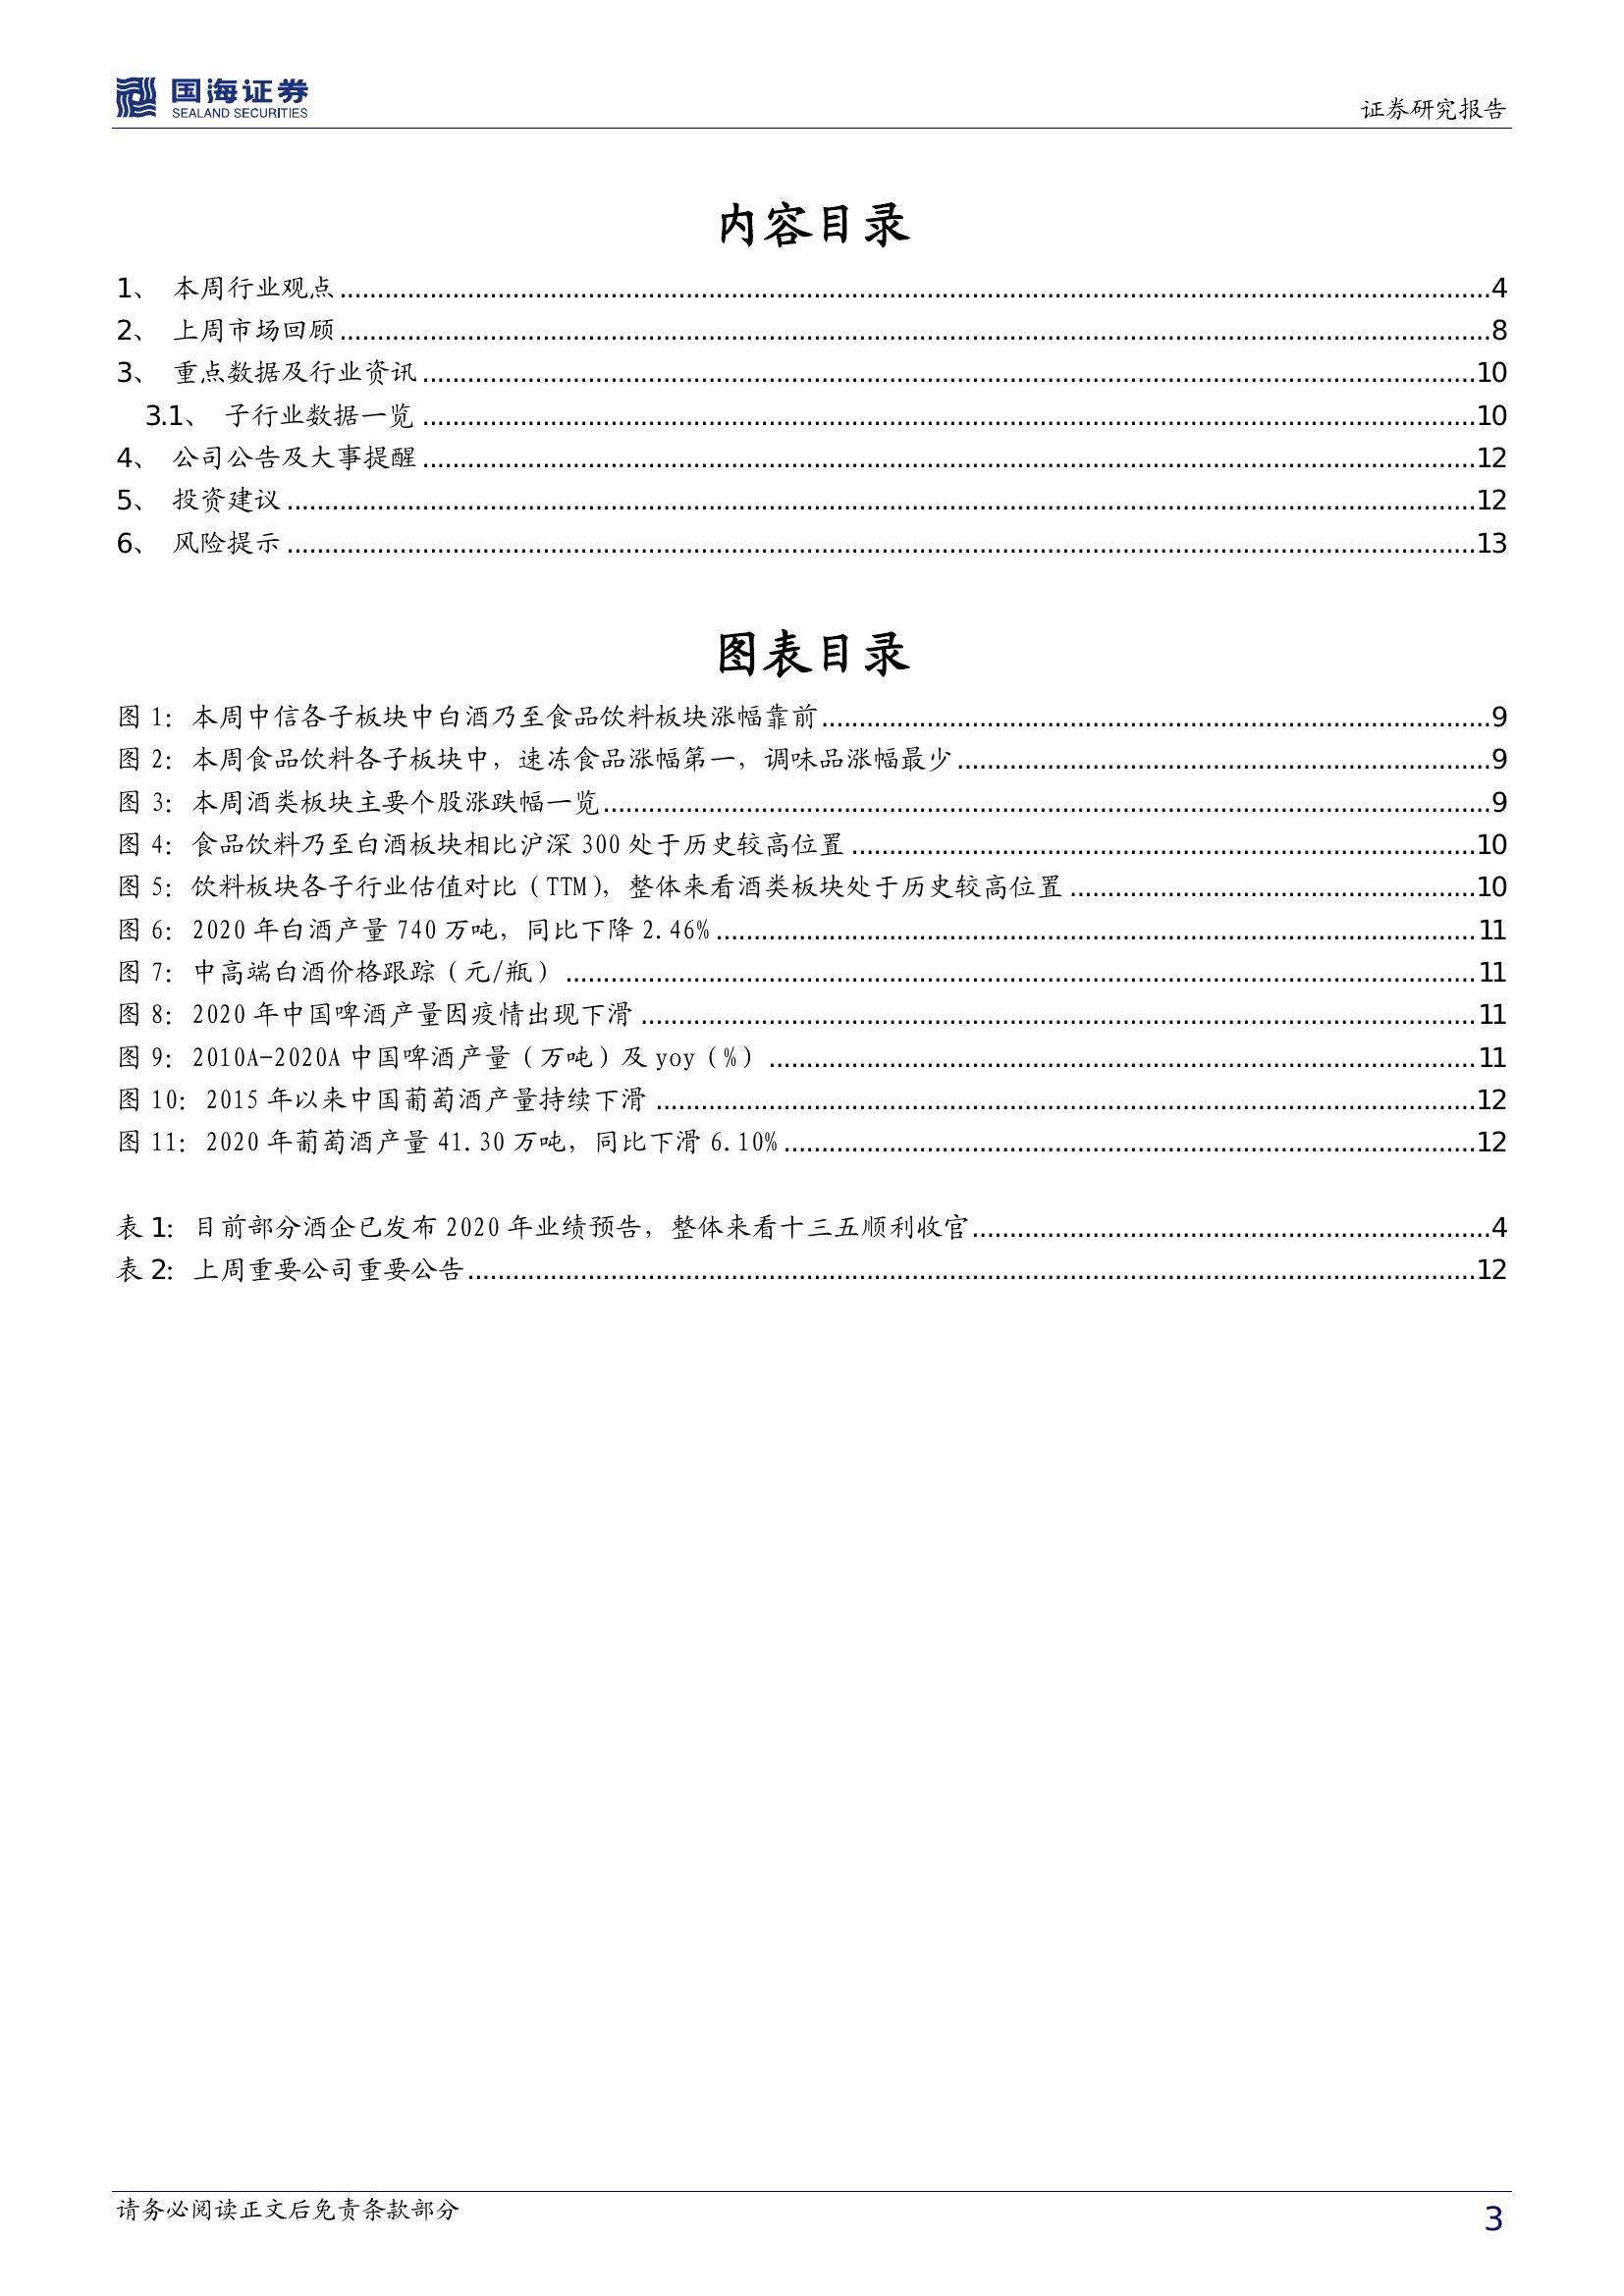 国海证券
SEALAND SECURITIES
证券研究报告
内容目录
1、 本周行业观点........................................4
2、 上周市场回顾........................................8
3、 重点数据及行业资讯........................................10
3.1、 子行业数据一览........................................10
4、 公司公告及大事提醒........................................12
5、 投资建议........................................12
6、 风险提示........................................13
图表目录
图 1：本周中信各子板块中白酒乃至食品饮料板块涨幅靠前........................................9
图 2：本周食品饮料各子板块中，速冻食品涨幅第一，调味品涨幅最少........................................9
图 3：本周酒类板块主要个股涨跌幅一览........................................9
图 4：食品饮料乃至白酒板块相比沪深 300 处于历史较高位置........................................10
图 5：饮料板块各子行业估值对比（TTM），整体来看酒类板块处于历史较高位置........................................10
图 6：2020 年白酒产量 740 万吨，同比下降 2.46%........................................11
图 7：中高端白酒价格跟踪（元/瓶）........................................11
图 8：2020 年中国啤酒产量因疫情出现下滑........................................11
图 9：2010A-2020A 中国啤酒产量（万吨）及 yoy（%）........................................11
图 10：2015 年以来中国葡萄酒产量持续下滑........................................12
图 11：2020 年葡萄酒产量 41.30 万吨，同比下滑 6.10%........................................12
表 1：目前部分酒企已发布 2020 年业绩预告，整体来看十三五顺利收官........................................4
表 2：上周重要公司重要公告........................................12
请务必阅读正文后免责条款部分
3